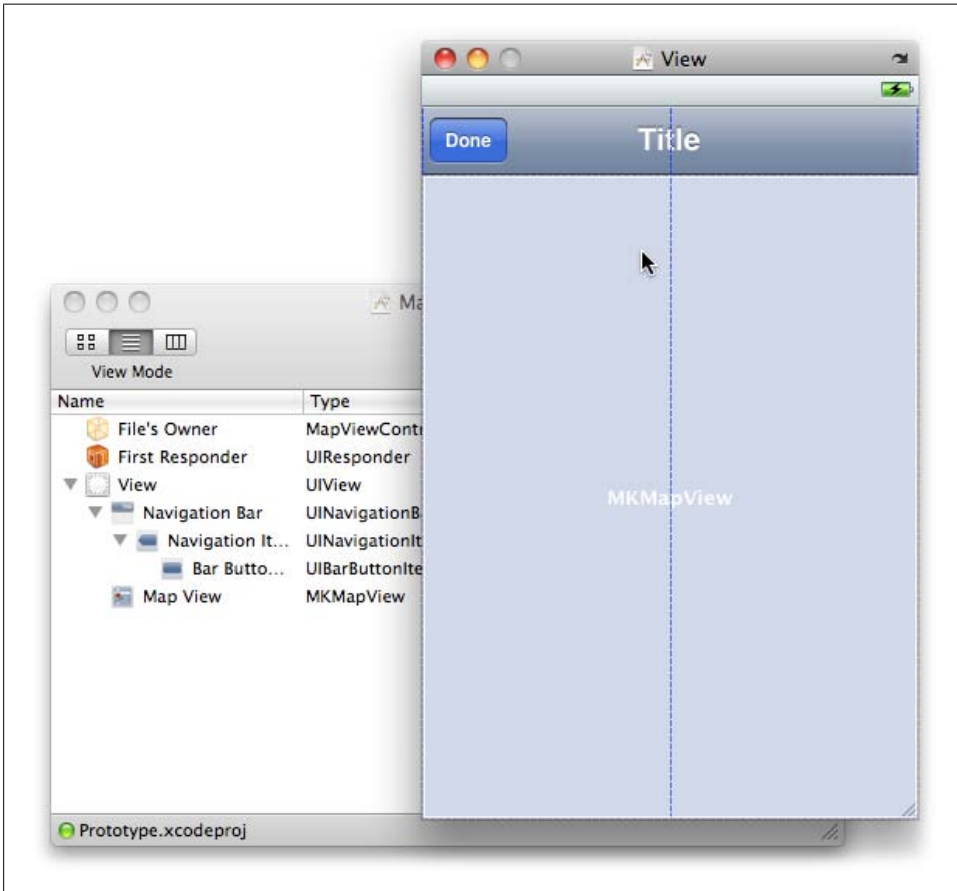 View
Done
Title
MKMapView
Ma
View Mode
Name Type
File's Owner MapViewContr
First Responder UIResponder
View UIView
Navigation Bar UINavigationB
Navigation It... UINavigationIt
Bar Butto... UIBarButtonIte
Map View MKMapView
Prototype.xcodeproj